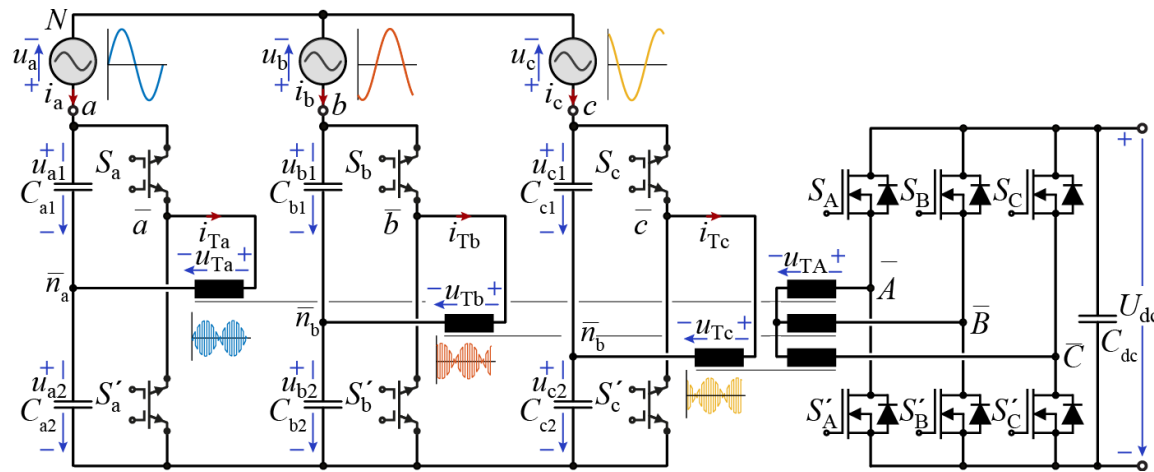 N
u_a i_a a
u_b i_b b
u_c i_c c
u_a1 C_a1 S_a
u_b1 C_b1 S_b
u_c1 C_c1 S_c
S_A S_B S_C
a̅ i_Ta
b̅ i_Tb
c̅ i_Tc
u_Ta
u_Tb
u_Tc
u_TA
n̅_a
n̅_b
n̅_b
A̅
B̅
C̅
U_dc
C_dc
u_a2 C_a2 S′_a
u_b2 C_b2 S′_b
u_c2 C_c2 S′_c
S′_A S′_B S′_C